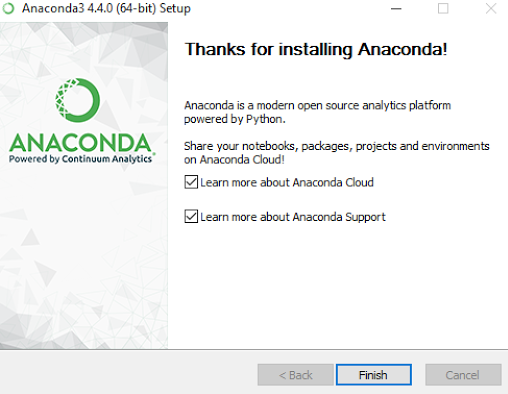 Anaconda3 4.4.0 (64-bit) Setup
Thanks for installing Anaconda!
ANACONDA
Powered by Continuum Analytics
Anaconda is a modern open source analytics platform
powered by Python.
Share your notebooks, packages, projects and environments
on Anaconda Cloud!
Learn more about Anaconda Cloud
Learn more about Anaconda Support
< Back
Finish
Cancel